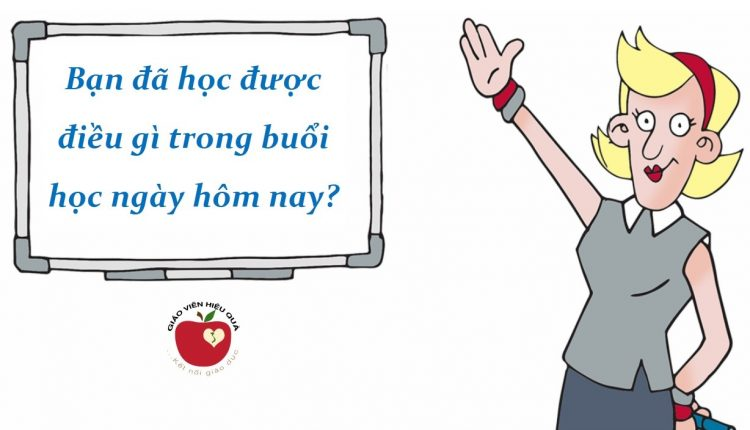 Bạn đã học được
điều gì trong buổi
học ngày hôm nay?
GIÁO VIÊN HIỆU QUẢ
...Kết nối giáo dục